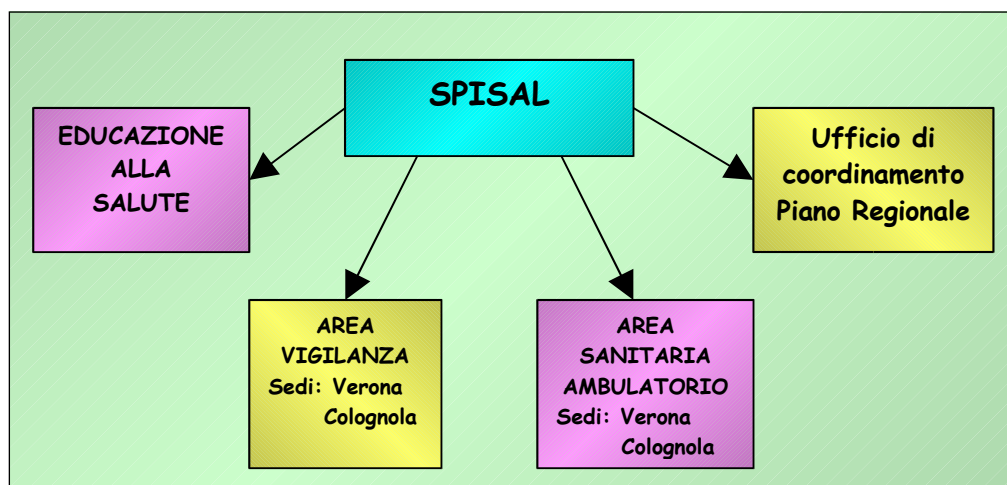 SPISAL
EDUCAZIONE
ALLA
SALUTE
Ufficio di
coordinamento
Piano Regionale
AREA
VIGILANZA
Sedi: Verona
Colognola
AREA
SANITARIA
AMBULATORIO
Sedi: Verona
Colognola